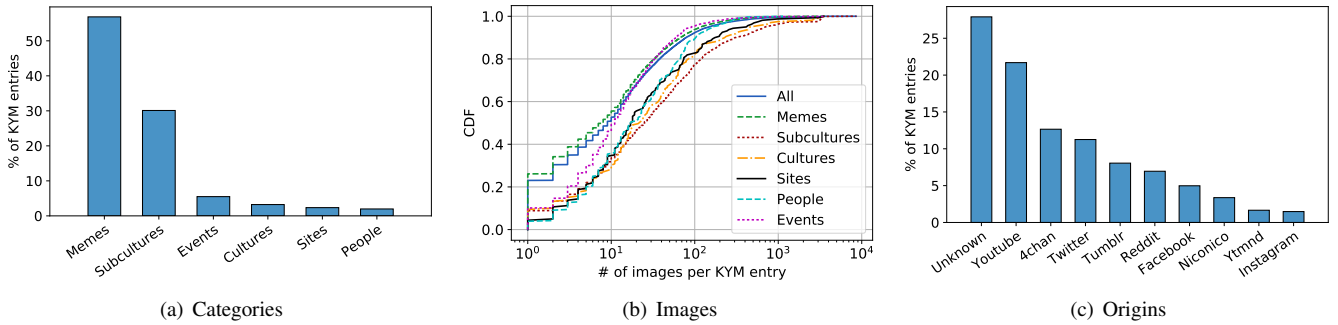 % of KYM entries
50
40
30
20
10
0
Memes
Subcultures
Events
Cultures
Sites
People
(a) Categories
CDF
1.0
0.8
0.6
0.4
0.2
0.0
All
Memes
Subcultures
Cultures
Sites
People
Events
10^0
10^1
10^2
10^3
10^4
# of images per KYM entry
(b) Images
% of KYM entries
25
20
15
10
5
0
Unknown
Youtube
4chan
Twitter
Tumblr
Reddit
Facebook
Niconico
Ytmnd
Instagram
(c) Origins